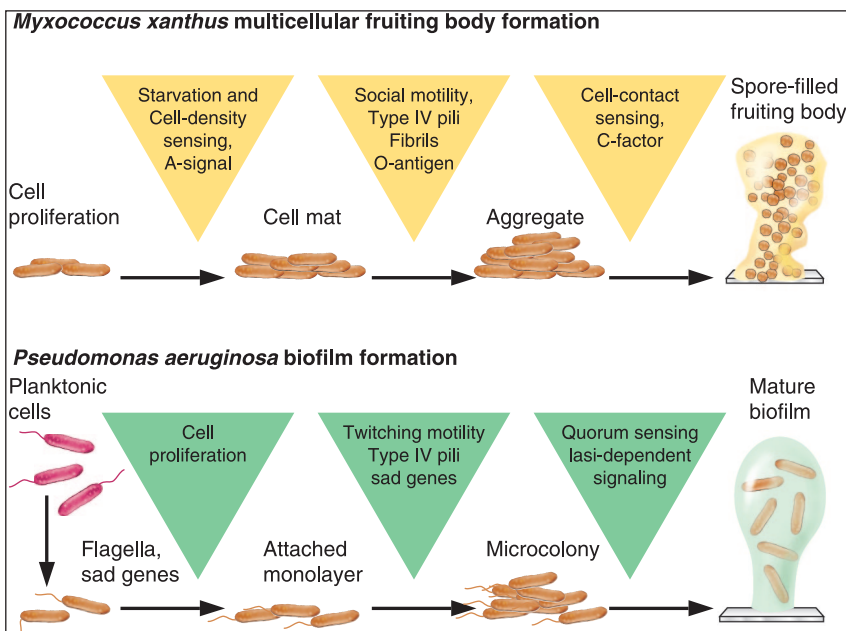 Myxococcus xanthus multicellular fruiting body formation
Starvation and
Cell-density
sensing,
A-signal
Social motility,
Type IV pili
Fibrils
O-antigen
Cell-contact
sensing,
C-factor
Spore-filled
fruiting body
Cell
proliferation
Cell mat
Aggregate
Pseudomonas aeruginosa biofilm formation
Planktonic
cells
Cell
proliferation
Twitching motility
Type IV pili
sad genes
Quorum sensing
lasi-dependent
signaling
Mature
biofilm
Flagella,
sad genes
Attached
monolayer
Microcolony